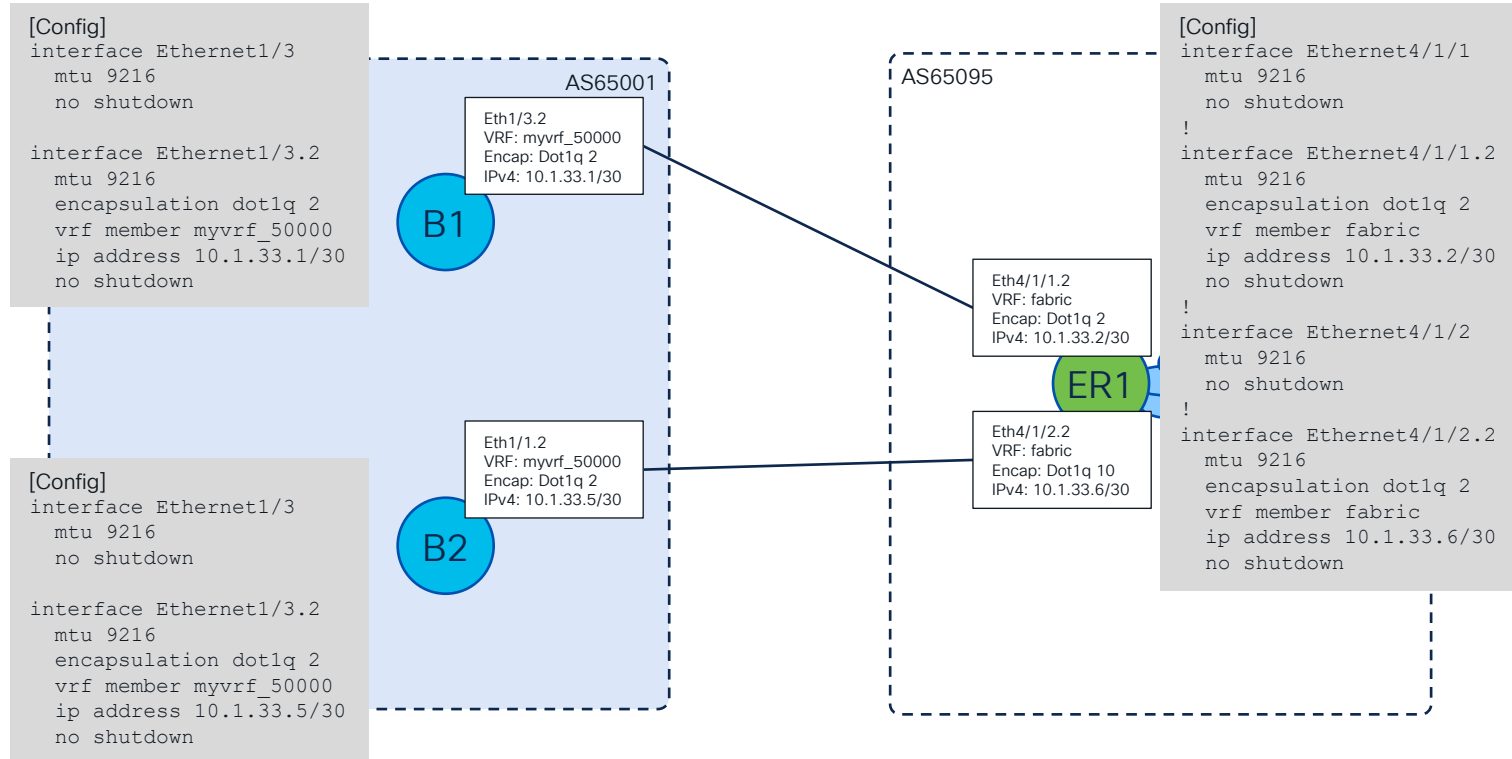 [Config]
interface Ethernet1/3
  mtu 9216
  no shutdown

interface Ethernet1/3.2
  mtu 9216
  encapsulation dot1q 2
  vrf member myvrf_50000
  ip address 10.1.33.1/30
  no shutdown
AS65001
Eth1/3.2
VRF: myvrf_50000
Encap: Dot1q 2
IPv4: 10.1.33.1/30
B1
[Config]
interface Ethernet1/3
  mtu 9216
  no shutdown

interface Ethernet1/3.2
  mtu 9216
  encapsulation dot1q 2
  vrf member myvrf_50000
  ip address 10.1.33.5/30
  no shutdown
Eth1/1.2
VRF: myvrf_50000
Encap: Dot1q 2
IPv4: 10.1.33.5/30
B2
AS65095
Eth4/1/1.2
VRF: fabric
Encap: Dot1q 2
IPv4: 10.1.33.2/30
ER1
Eth4/1/2.2
VRF: fabric
Encap: Dot1q 10
IPv4: 10.1.33.6/30
[Config]
interface Ethernet4/1/1
  mtu 9216
  no shutdown
!
interface Ethernet4/1/1.2
  mtu 9216
  encapsulation dot1q 2
  vrf member fabric
  ip address 10.1.33.2/30
  no shutdown
!
interface Ethernet4/1/2
  mtu 9216
  no shutdown
!
interface Ethernet4/1/2.2
  mtu 9216
  encapsulation dot1q 2
  vrf member fabric
  ip address 10.1.33.6/30
  no shutdown